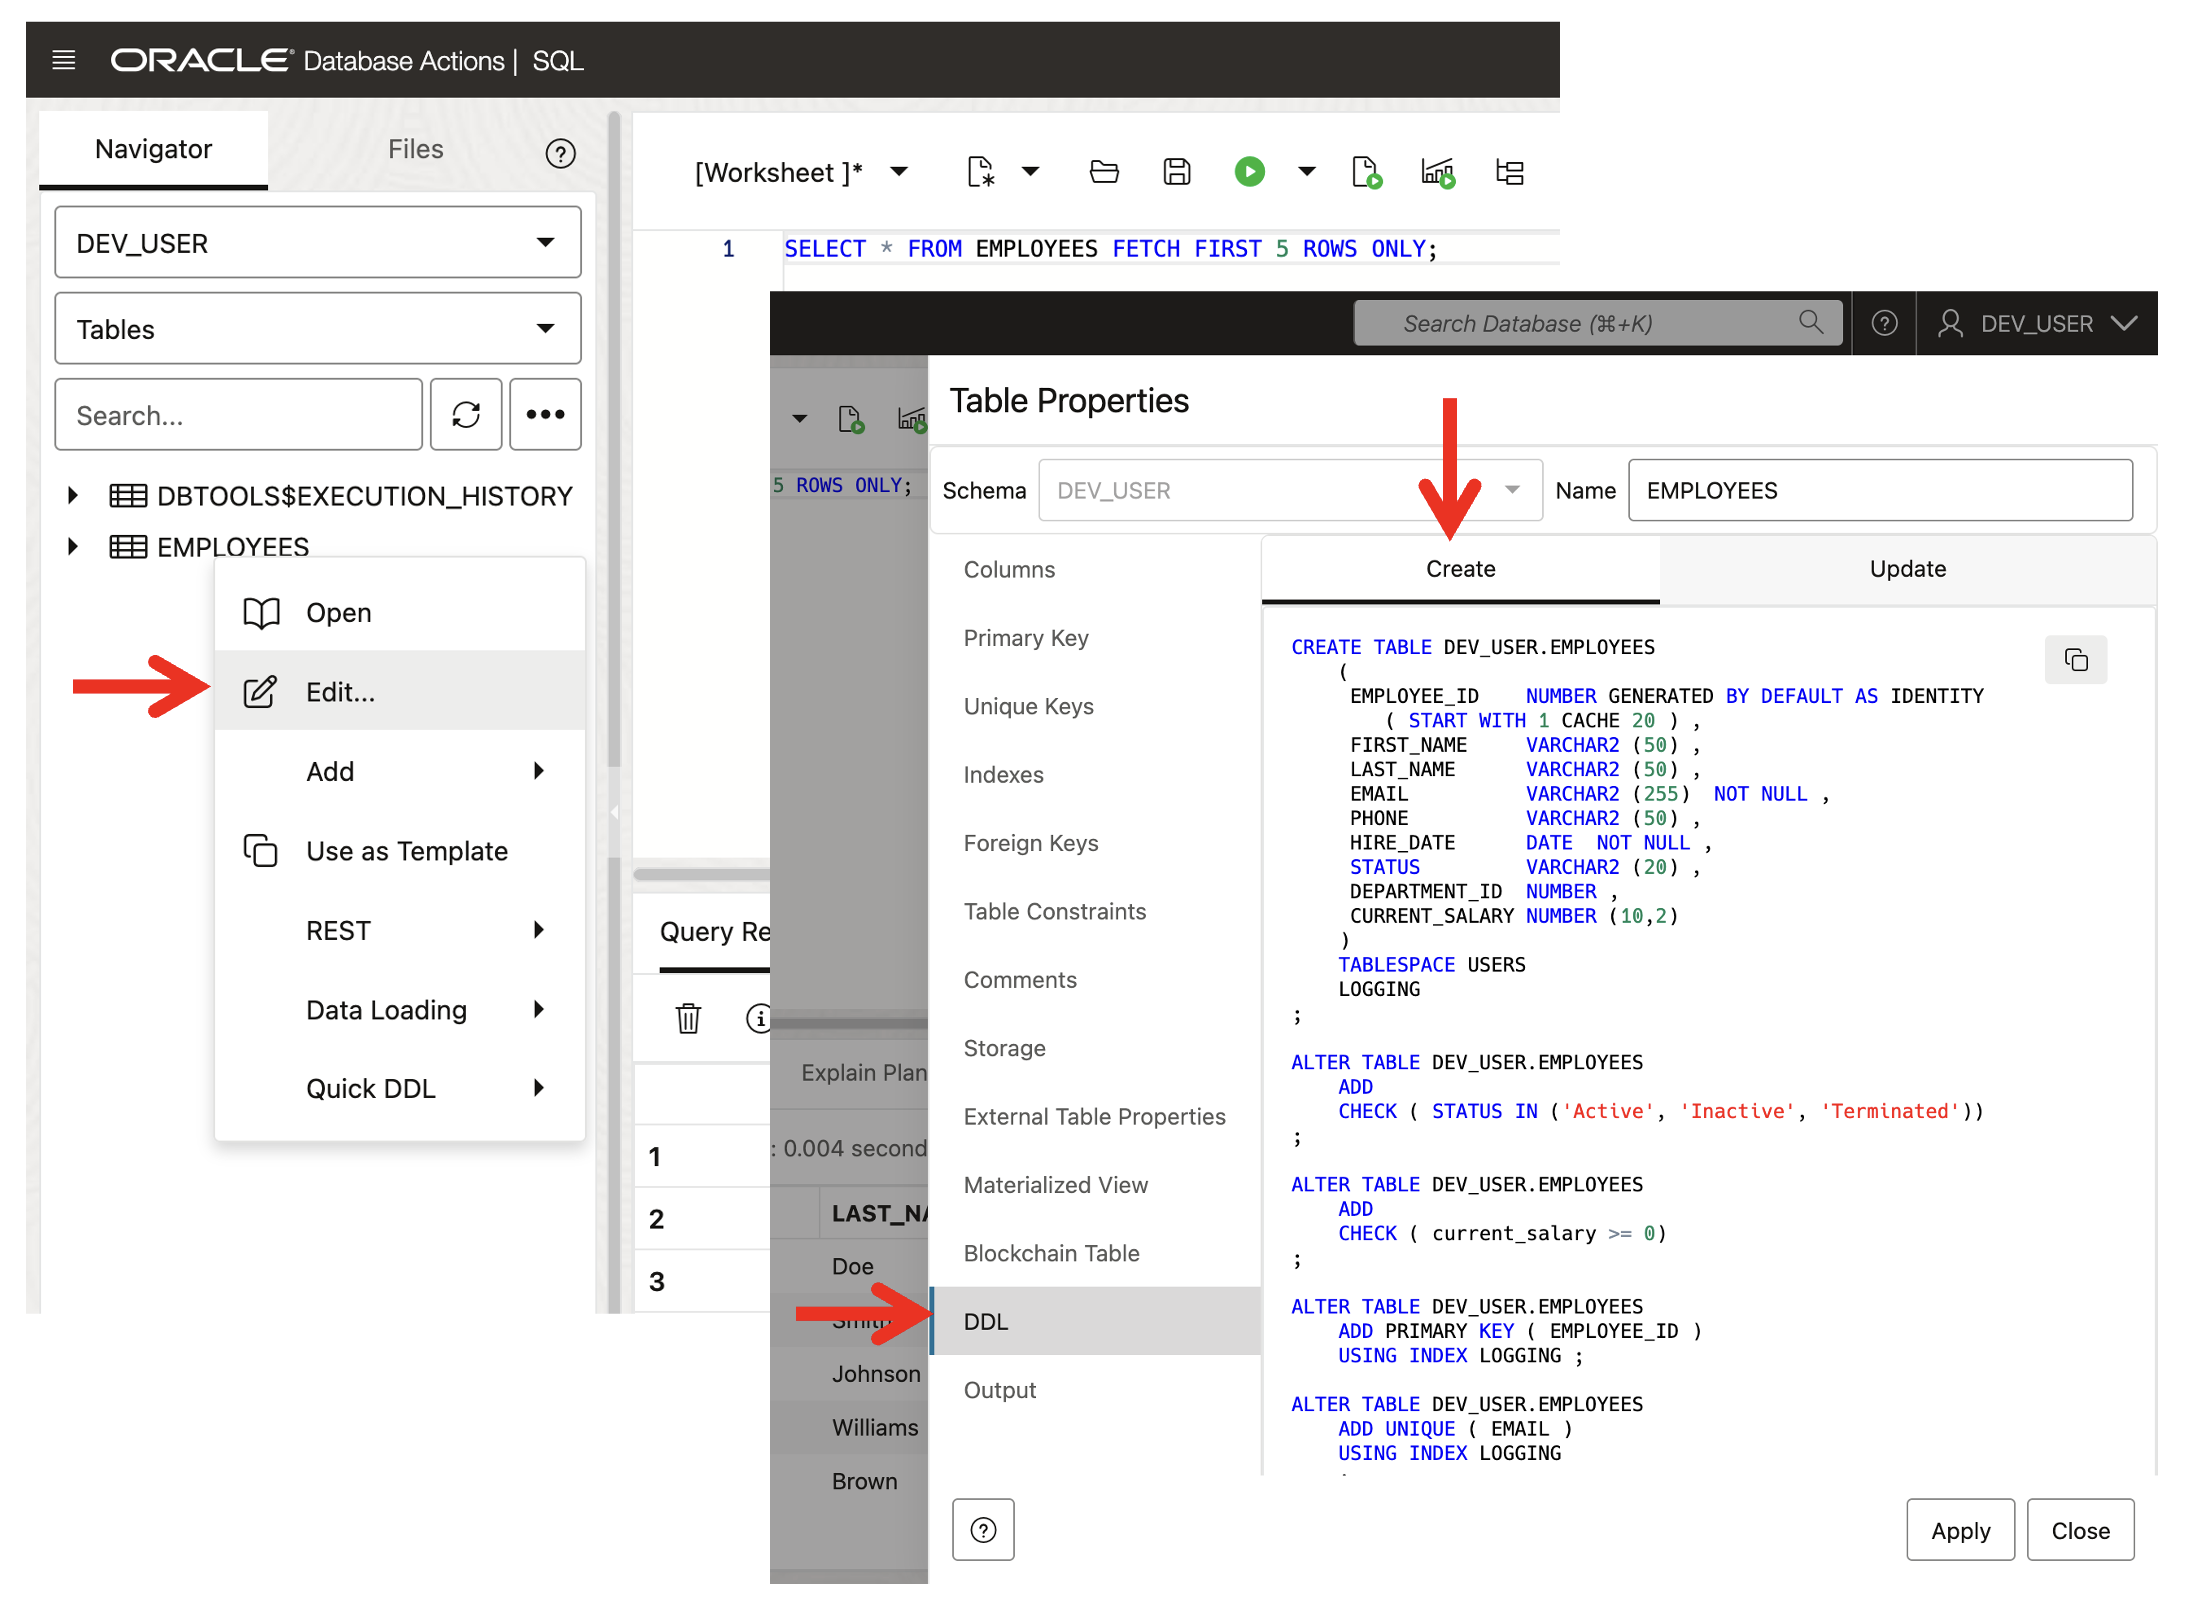 ORACLE Database Actions | SQL
Navigator
Files
[Worksheet ]*
DEV_USER
Tables
Search...
DBTOOLS$EXECUTION_HISTORY
EMPLOYEES
Open
Edit...
Add
Use as Template
REST
Data Loading
Quick DDL
1 SELECT * FROM EMPLOYEES FETCH FIRST 5 ROWS ONLY;
Query Re
1
2
3
Search Database (⌘+K)
DEV_USER
5 ROWS ONLY;
Explain Plan
: 0.004 second
LAST_NA
Doe
Smith
Johnson
Williams
Brown
Table Properties
Schema DEV_USER Name EMPLOYEES
Columns
Primary Key
Unique Keys
Indexes
Foreign Keys
Table Constraints
Comments
Storage
External Table Properties
Materialized View
Blockchain Table
DDL
Output
Create
Update
CREATE TABLE DEV_USER.EMPLOYEES
(
EMPLOYEE_ID NUMBER GENERATED BY DEFAULT AS IDENTITY
( START WITH 1 CACHE 20 ) ,
FIRST_NAME VARCHAR2 (50) ,
LAST_NAME VARCHAR2 (50) ,
EMAIL VARCHAR2 (255) NOT NULL ,
PHONE VARCHAR2 (50) ,
HIRE_DATE DATE NOT NULL ,
STATUS VARCHAR2 (20) ,
DEPARTMENT_ID NUMBER ,
CURRENT_SALARY NUMBER (10,2)
)
TABLESPACE USERS
LOGGING
;
ALTER TABLE DEV_USER.EMPLOYEES
ADD
CHECK ( STATUS IN ('Active', 'Inactive', 'Terminated'))
;
ALTER TABLE DEV_USER.EMPLOYEES
ADD
CHECK ( current_salary >= 0)
;
ALTER TABLE DEV_USER.EMPLOYEES
ADD PRIMARY KEY ( EMPLOYEE_ID )
USING INDEX LOGGING ;
ALTER TABLE DEV_USER.EMPLOYEES
ADD UNIQUE ( EMAIL )
USING INDEX LOGGING
Apply
Close